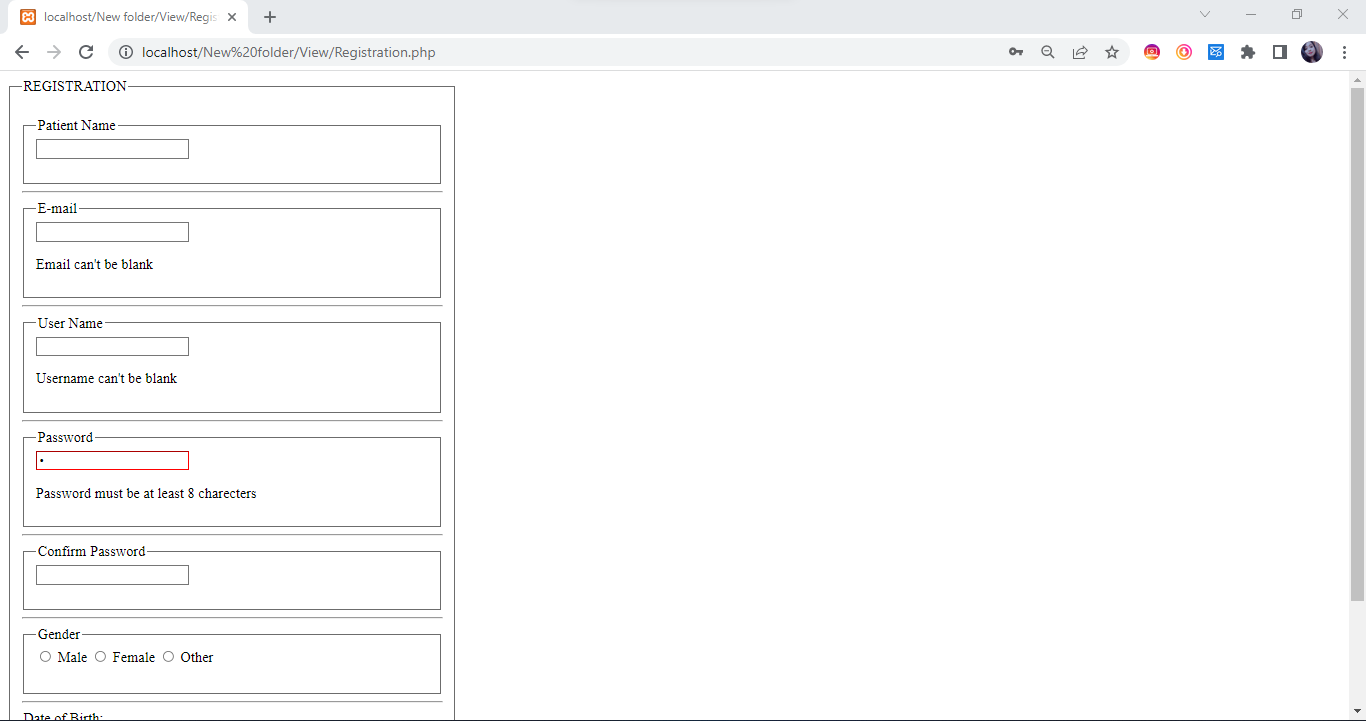 localhost/New folder/View/Regis
localhost/New%20folder/View/Registration.php
REGISTRATION
Patient Name
E-mail
Email can't be blank
User Name
Username can't be blank
Password
Password must be at least 8 charecters
Confirm Password
Gender
Male Female Other
Date of Birth: